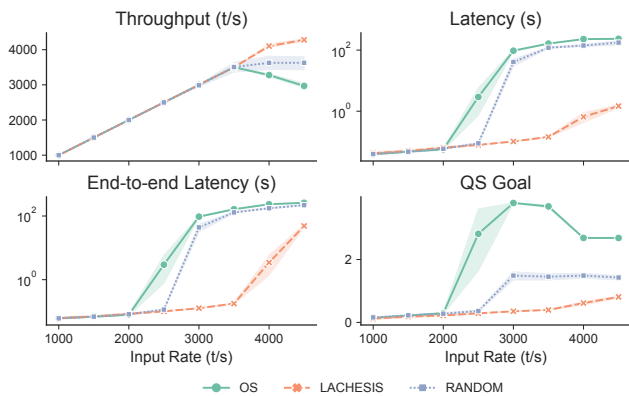 Throughput (t/s)
4000
3000
2000
1000
Latency (s)
10²
10⁰
End-to-end Latency (s)
10²
10⁰
1000 2000 3000 4000
Input Rate (t/s)
QS Goal
2
0
1000 2000 3000 4000
Input Rate (t/s)
OS LACHESIS RANDOM